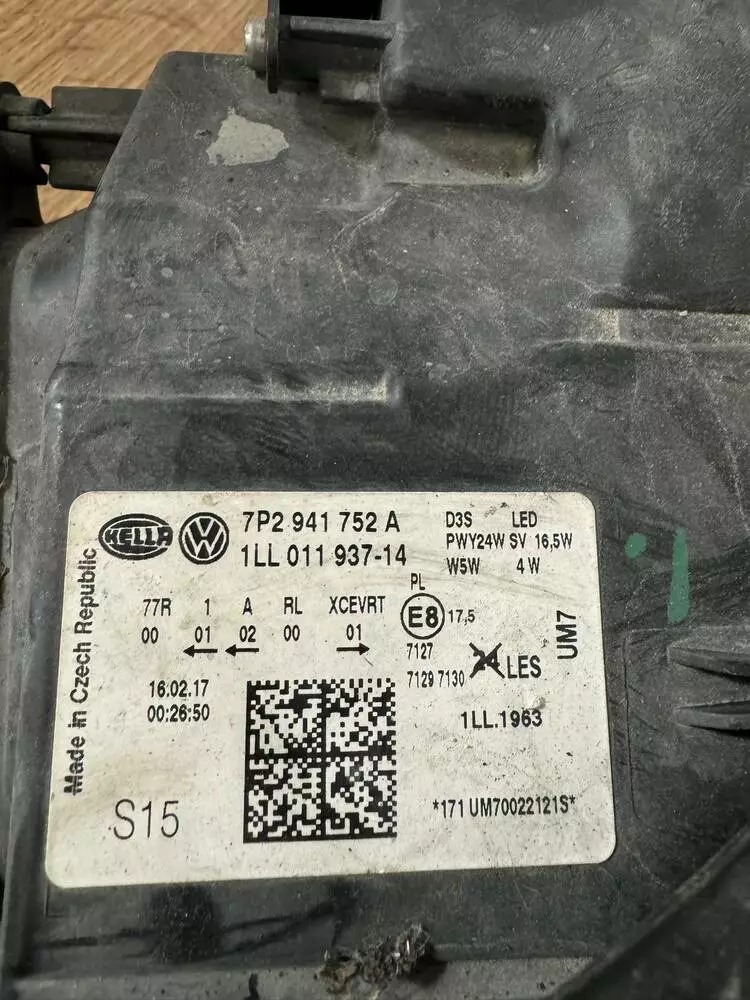 HELLA
7P2 941 752 A
1LL 011 937-14
D3S LED
PWY24W SV 16,5W
W5W 4 W
PL
77R 1 A RL XCEVRT
00 01 02 00 01
E8 17,5
7127
7129 7130
24
LES
UM7
16.02.17
00:26:50
1LL.1963
S15
*171 UM70022121S*
Made in Czech Republic